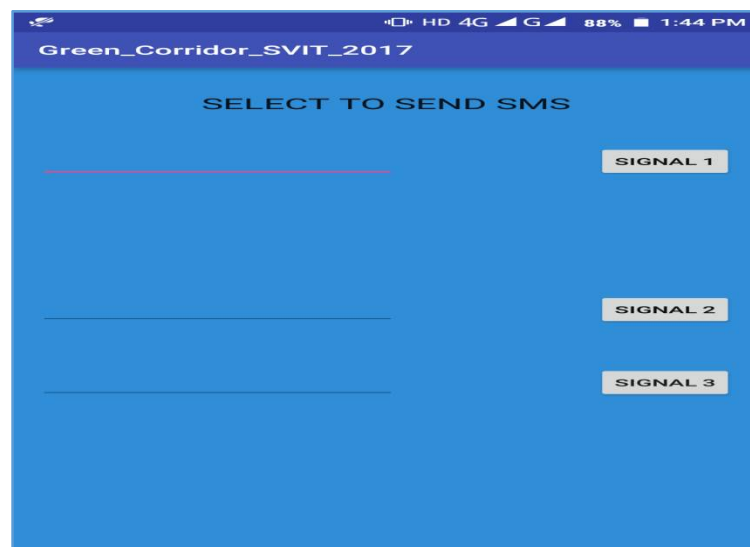 HD 4G G 88% 1:44 PM
Green_Corridor_SVIT_2017
SELECT TO SEND SMS
SIGNAL 1
SIGNAL 2
SIGNAL 3